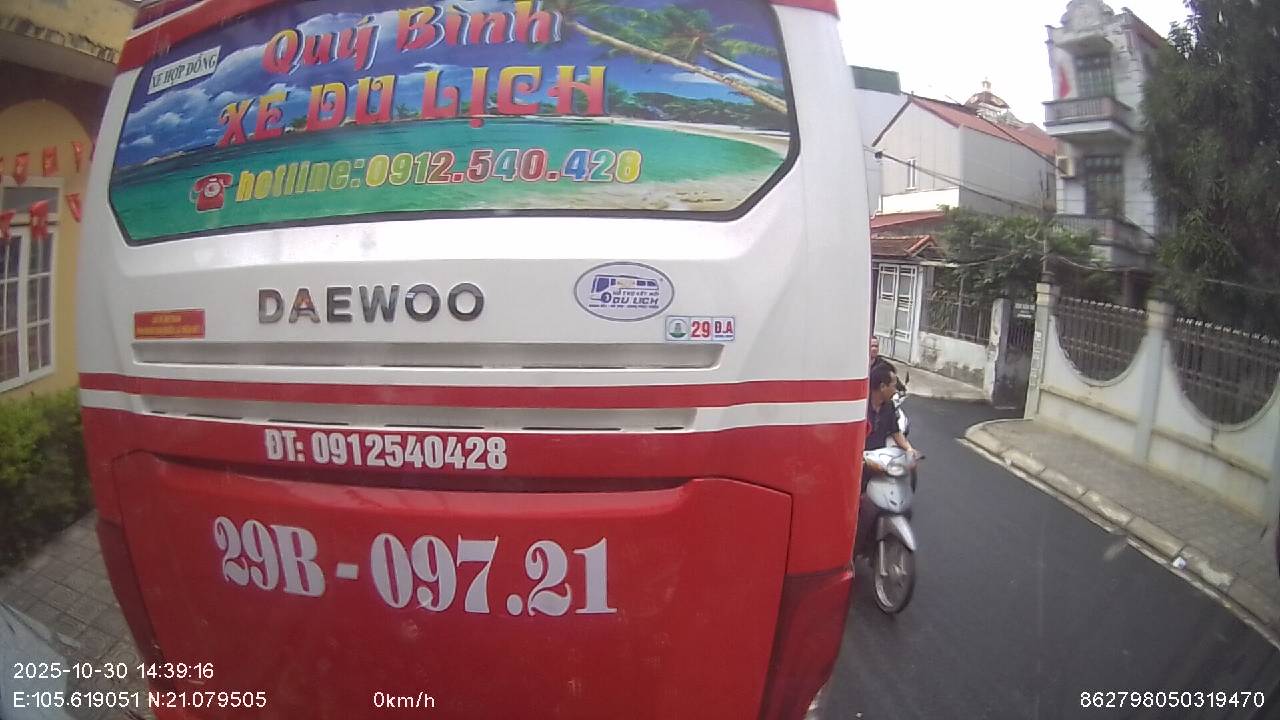 Quý Bình
XE HỢP ĐỒNG
XE DU LỊCH
hotline:0912.540.428
DAEWOO
DU LỊCH
29 Đ.A
ĐT: 0912540428
29B-097.21
2025-10-30 14:39:16
E:105.619051 N:21.079505
0km/h
862798050319470